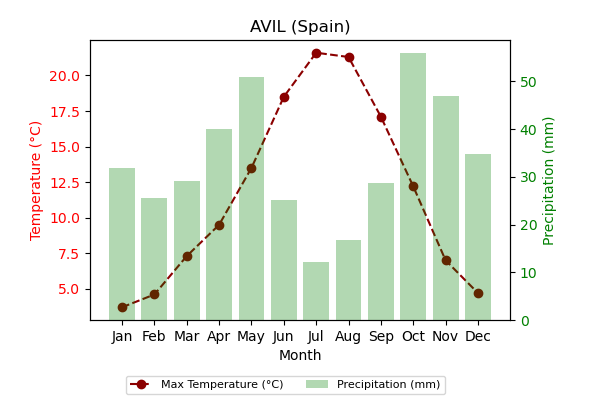 AVIL (Spain)
Temperature (°C)
20.0
17.5
15.0
12.5
10.0
7.5
5.0
50
40
30
20
10
0
Precipitation (mm)
Jan Feb Mar Apr May Jun Jul Aug Sep Oct Nov Dec
Month
Max Temperature (°C) Precipitation (mm)